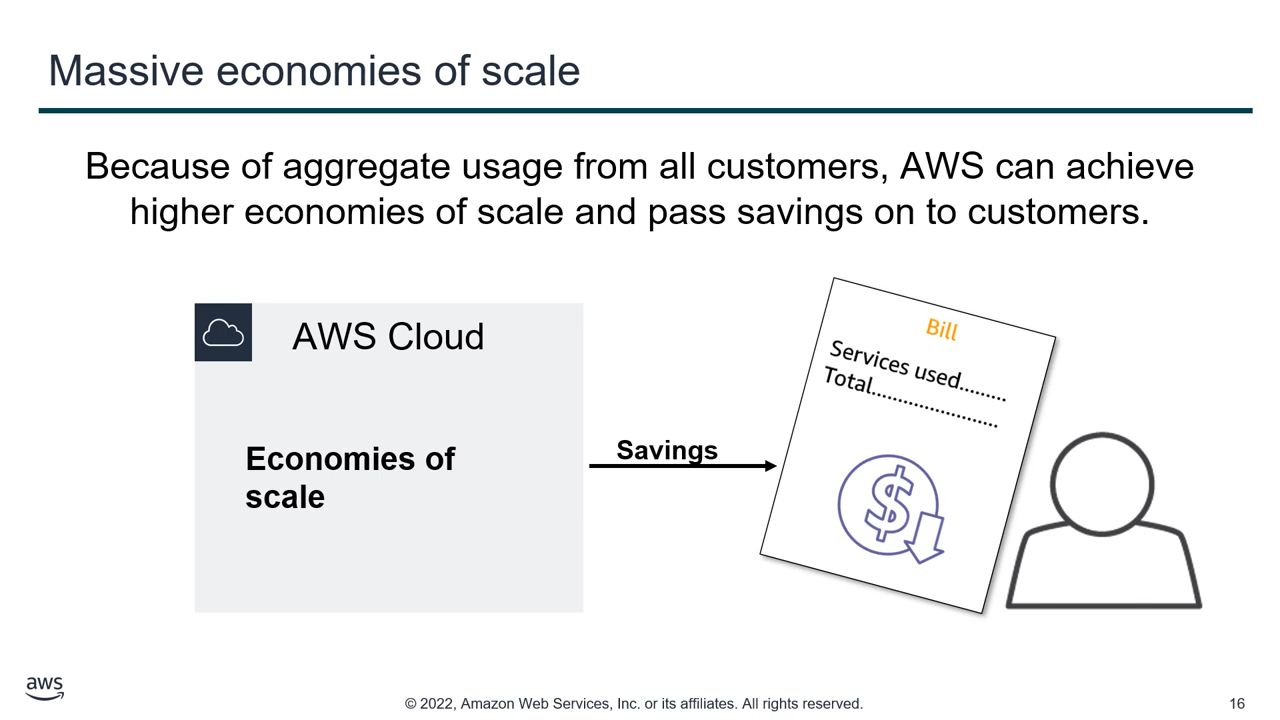 Massive economies of scale
Because of aggregate usage from all customers, AWS can achieve
higher economies of scale and pass savings on to customers.
AWS Cloud
Economies of
scale
Savings
Bill
Services used.........
Total.......................
$
aws
© 2022, Amazon Web Services, Inc. or its affiliates. All rights reserved.
16